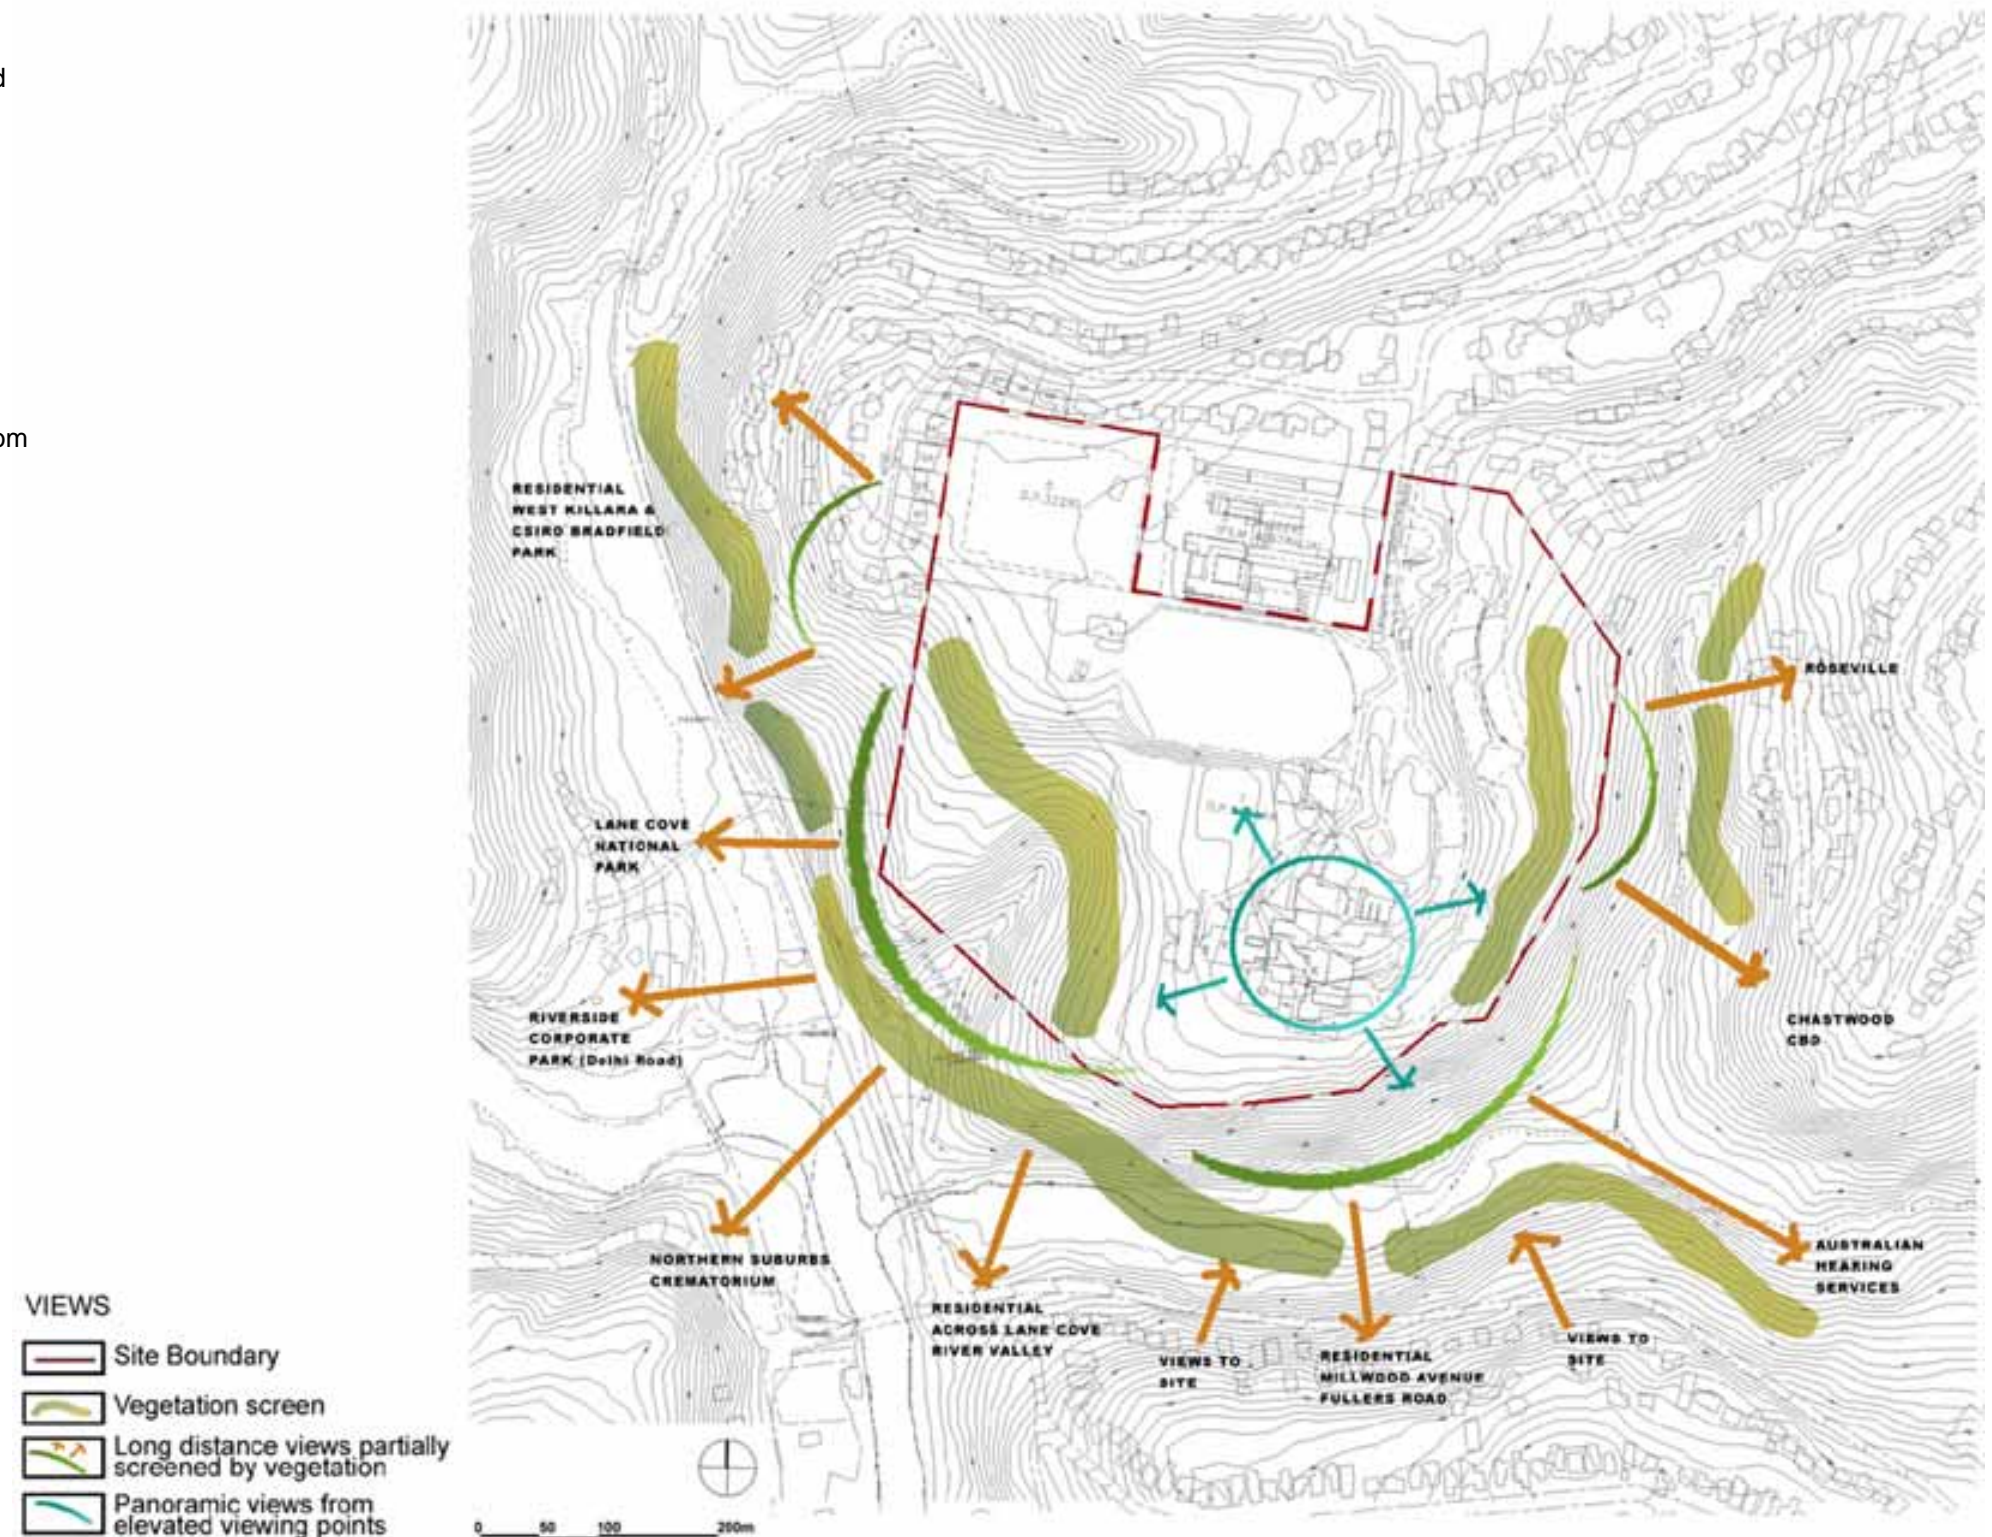 d
om
RESIDENTIAL
WEST KILLARA &
CSIRO BRADFIELD
PARK
ROSEVILLE
LANE COVE
NATIONAL
PARK
RIVERSIDE
CORPORATE
PARK (Delhi Road)
CHASTWOOD
CBD
NORTHERN SUBURBS
CREMATORIUM
AUSTRALIAN
HEARING
SERVICES
RESIDENTIAL
ACROSS LANE COVE
RIVER VALLEY
VIEWS TO
SITE
RESIDENTIAL
MILLWOOD AVENUE
FULLERS ROAD
VIEWS TO
SITE
VIEWS
Site Boundary
Vegetation screen
Long distance views partially
screened by vegetation
Panoramic views from
elevated viewing points
0 50 100 200m